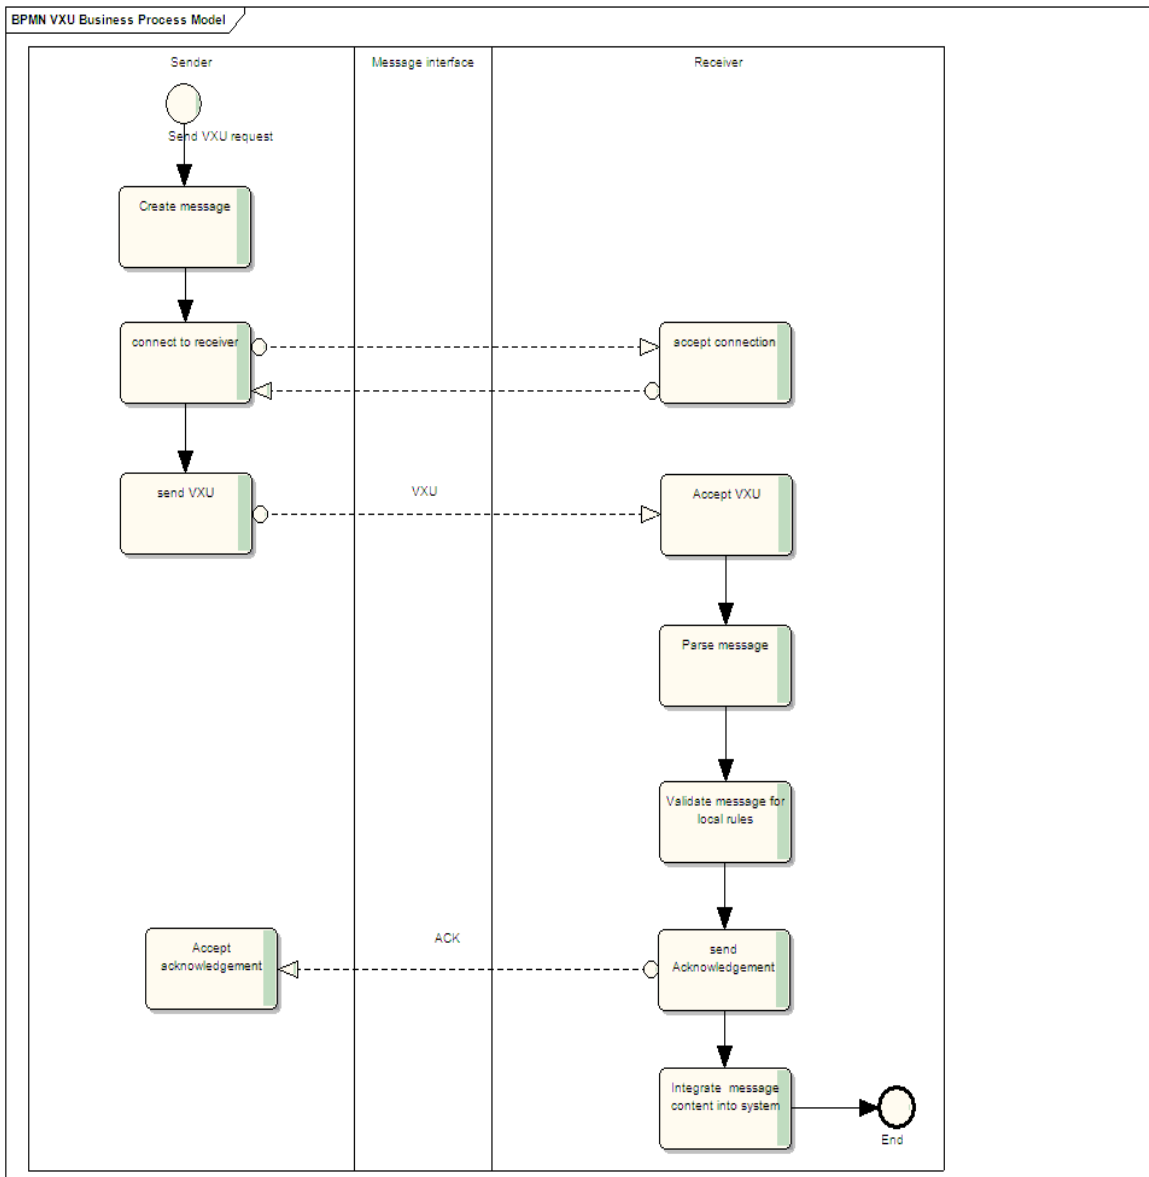 BPMN VXU Business Process Model
Sender
Message interface
Receiver
Send VXU request
Create message
connect to receiver
accept connection
send VXU
VXU
Accept VXU
Parse message
Validate message for
local rules
Accept
acknowledgement
ACK
send
Acknowledgement
Integrate message
content into system
End